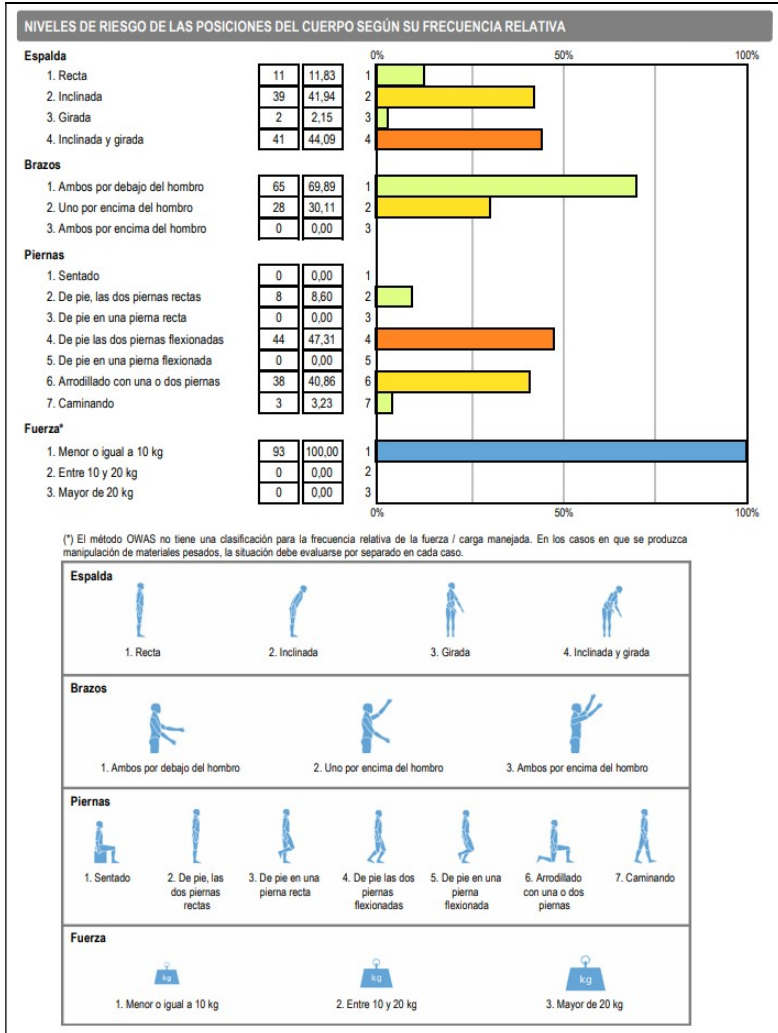 NIVELES DE RIESGO DE LAS POSICIONES DEL CUERPO SEGÚN SU FRECUENCIA RELATIVA
Espalda 0% 50% 100%
1. Recta 11 11,83 1
2. Inclinada 39 41,94 2
3. Girada 2 2,15 3
4. Inclinada y girada 41 44,09 4
Brazos
1. Ambos por debajo del hombro 65 69,89 1
2. Uno por encima del hombro 28 30,11 2
3. Ambos por encima del hombro 0 0,00 3
Piernas
1. Sentado 0 0,00 1
2. De pie, las dos piernas rectas 8 8,60 2
3. De pie en una pierna recta 0 0,00 3
4. De pie las dos piernas flexionadas 44 47,31 4
5. De pie en una pierna flexionada 0 0,00 5
6. Arrodillado con una o dos piernas 38 40,86 6
7. Caminando 3 3,23 7
Fuerza*
1. Menor o igual a 10 kg 93 100,00 1
2. Entre 10 y 20 kg 0 0,00 2
3. Mayor de 20 kg 0 0,00 3
0% 50% 100%
(*) El método OWAS no tiene una clasificación para la frecuencia relativa de la fuerza / carga manejada. En los casos en que se produzca
manipulación de materiales pesados, la situación debe evaluarse por separado en cada caso.
Espalda
1. Recta 2. Inclinada 3. Girada 4. Inclinada y girada
Brazos
1. Ambos por debajo del hombro 2. Uno por encima del hombro 3. Ambos por encima del hombro
Piernas
1. Sentado 2. De pie, las 3. De pie en una 4. De pie las dos 5. De pie en una 6. Arrodillado 7. Caminando
dos piernas pierna recta piernas pierna con una o dos
rectas flexionadas flexionada piernas
Fuerza
kg kg kg
1. Menor o igual a 10 kg 2. Entre 10 y 20 kg 3. Mayor de 20 kg